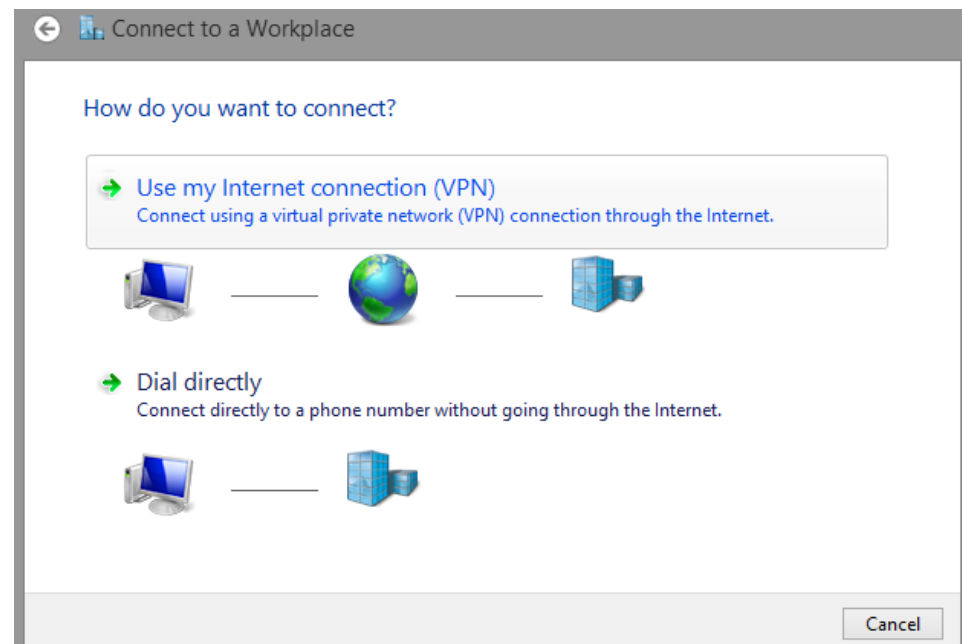 Connect to a Workplace
How do you want to connect?
Use my Internet connection (VPN)
Connect using a virtual private network (VPN) connection through the Internet.
Dial directly
Connect directly to a phone number without going through the Internet.
Cancel